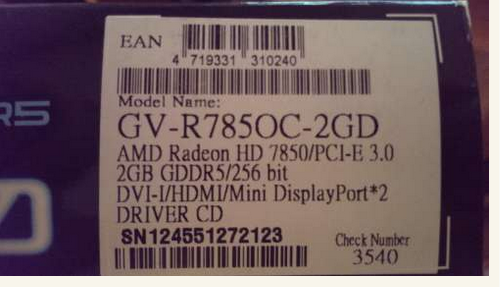 EAN
4 719331 310240
Model Name:
GV-R785OC-2GD
AMD Radeon HD 7850/PCI-E 3.0
2GB GDDR5/256 bit
DVI-I/HDMI/Mini DisplayPort*2
DRIVER CD
SN124551272123
Check Number
3540
R5